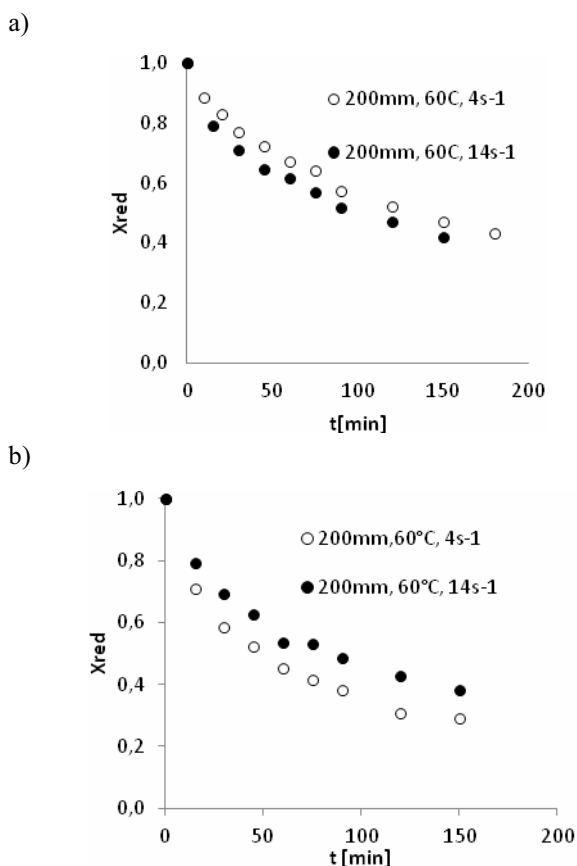 a)
1,0
0,8
0,6
0,4
0,2
0,0
Xred
200mm, 60C, 4s-1
200mm, 60C, 14s-1
0 50 100 150 200
t[min]
b)
1,0
0,8
0,6
0,4
0,2
0,0
Xred
200mm,60°C, 4s-1
200mm, 60°C, 14s-1
0 50 100 150 200
t [min]